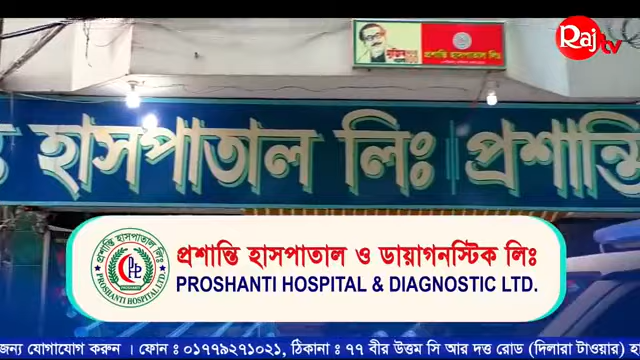 Raj tv
প্রশান্তি হাসপাতাল লিঃ
হাসপাতাল লিঃ প্রশান্তি
প্রশান্তি হাসপাতাল লিঃ
PROSHANTI HOSPITAL LTD.
PROSHANTI
প্রশান্তি হাসপাতাল ও ডায়াগনস্টিক লিঃ
PROSHANTI HOSPITAL & DIAGNOSTIC LTD.
জন্য যোগাযোগ করুন । ফোন ঃ ০১৭৭৯২৭১০২১, ঠিকানা ঃ ৭৭ বীর উত্তম সি আর দত্ত রোড (দিলারা টাওয়ার) হ